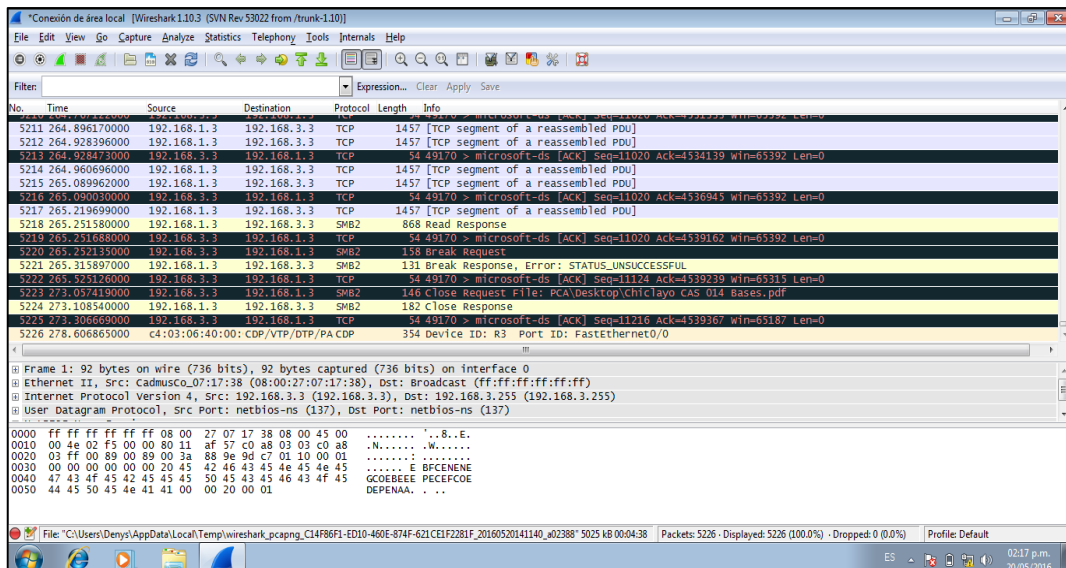 *Conexión de área local [Wireshark 1.10.3 (SVN Rev 53022 from /trunk-1.10)]
File Edit View Go Capture Analyze Statistics Telephony Tools Internals Help
Filter: Expression... Clear Apply Save
No. Time Source Destination Protocol Length Info
5211 264.896170000 192.168.1.3 192.168.3.3 TCP 1457 [TCP segment of a reassembled PDU]
5212 264.928396000 192.168.1.3 192.168.3.3 TCP 1457 [TCP segment of a reassembled PDU]
5213 264.928473000 192.168.3.3 192.168.1.3 TCP 54 49170 > microsoft-ds [ACK] Seq=11020 Ack=4534139 Win=65392 Len=0
5214 264.960696000 192.168.1.3 192.168.3.3 TCP 1457 [TCP segment of a reassembled PDU]
5215 265.089962000 192.168.1.3 192.168.3.3 TCP 1457 [TCP segment of a reassembled PDU]
5216 265.090030000 192.168.3.3 192.168.1.3 TCP 54 49170 > microsoft-ds [ACK] Seq=11020 Ack=4536945 Win=65392 Len=0
5217 265.219699000 192.168.1.3 192.168.3.3 TCP 1457 [TCP segment of a reassembled PDU]
5218 265.251580000 192.168.1.3 192.168.3.3 SMB2 868 Read Response
5219 265.251688000 192.168.3.3 192.168.1.3 TCP 54 49170 > microsoft-ds [ACK] Seq=11020 Ack=4539162 Win=65392 Len=0
5220 265.252135000 192.168.3.3 192.168.1.3 SMB2 158 Break Request
5221 265.315897000 192.168.1.3 192.168.3.3 SMB2 131 Break Response, Error: STATUS_UNSUCCESSFUL
5222 265.525126000 192.168.3.3 192.168.1.3 TCP 54 49170 > microsoft-ds [ACK] Seq=11124 Ack=4539239 Win=65315 Len=0
5223 273.057419000 192.168.3.3 192.168.1.3 SMB2 146 Close Request File: PCA\Desktop\Chiclayo CAS 014 Bases.pdf
5224 273.108540000 192.168.1.3 192.168.3.3 SMB2 182 Close Response
5225 273.306669000 192.168.3.3 192.168.1.3 TCP 54 49170 > microsoft-ds [ACK] Seq=11216 Ack=4539367 Win=65187 Len=0
5226 278.606865000 c4:03:06:40:00: CDP/VTP/DTP/PA CDP 354 Device ID: R3 Port ID: FastEthernet0/0
Frame 1: 92 bytes on wire (736 bits), 92 bytes captured (736 bits) on interface 0
Ethernet II, Src: CadmusCo_07:17:38 (08:00:27:07:17:38), Dst: Broadcast (ff:ff:ff:ff:ff:ff)
Internet Protocol Version 4, Src: 192.168.3.3 (192.168.3.3), Dst: 192.168.3.255 (192.168.3.255)
User Datagram Protocol, Src Port: netbios-ns (137), Dst Port: netbios-ns (137)
0000 ff ff ff ff ff ff 08 00 27 07 17 38 08 00 45 00 ........ '..8..E.
0010 00 4e 02 f5 00 00 80 11 af 57 c0 a8 03 03 c0 a8 .N...... .W......
0020 03 ff 00 89 00 89 00 3a 88 9e 9d c7 01 10 00 01 .......: ........
0030 00 00 00 00 00 00 20 45 42 46 43 45 4e 45 4e 45 ...... E BFCENENE
0040 47 43 4f 45 42 45 45 45 50 45 43 45 46 43 4f 45 GCOEBEEE PECEFCOE
0050 44 45 50 45 4e 41 41 00 00 20 00 01 DEPENAA. . ..
File: "C:\Users\Denys\AppData\Local\Temp\wireshark_pcapng_C14F86F1-ED10-460E-874F-621CE1F2281F_20160520141140_a02388" 5025 kB 00:04:38 Packets: 5226 · Displayed: 5226 (100.0%) · Dropped: 0 (0.0%) Profile: Default
ES 02:17 p.m.
20/05/2016